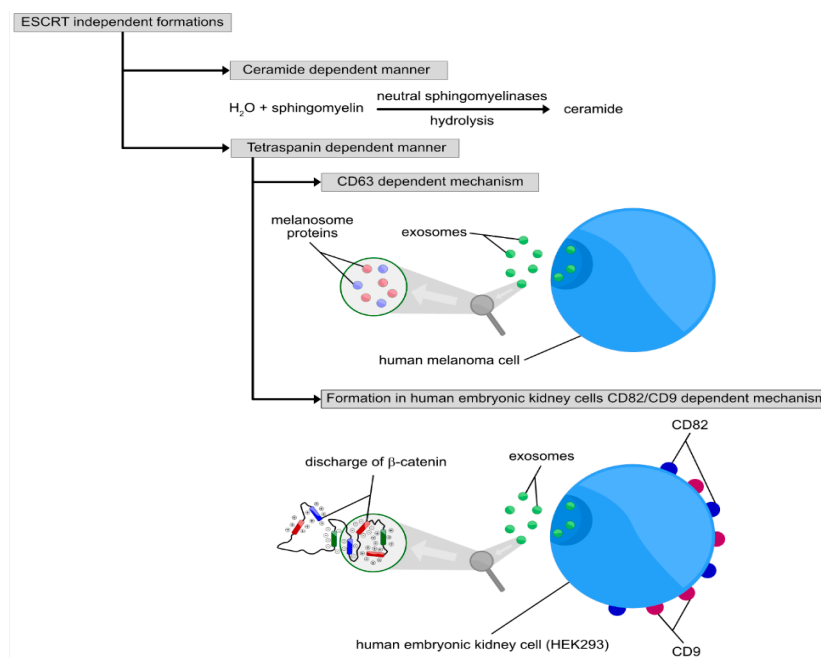 ESCRT independent formations
Ceramide dependent manner
H₂O + sphingomyelin
neutral sphingomyelinases
hydrolysis
ceramide
Tetraspanin dependent manner
CD63 dependent mechanism
melanosome
proteins
exosomes
human melanoma cell
Formation in human embryonic kidney cells CD82/CD9 dependent mechanism
CD82
discharge of β-catenin
exosomes
human embryonic kidney cell (HEK293)
CD9